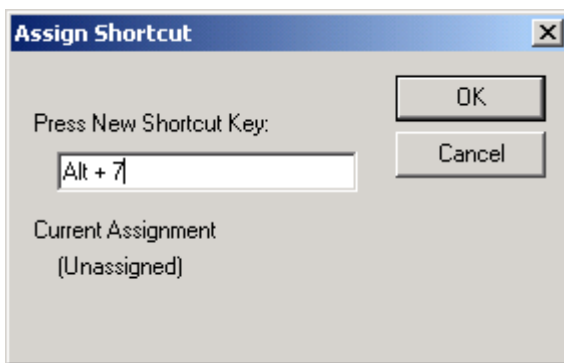 Assign Shortcut
OK
Press New Shortcut Key:
Cancel
Alt + 7
Current Assignment
(Unassigned)